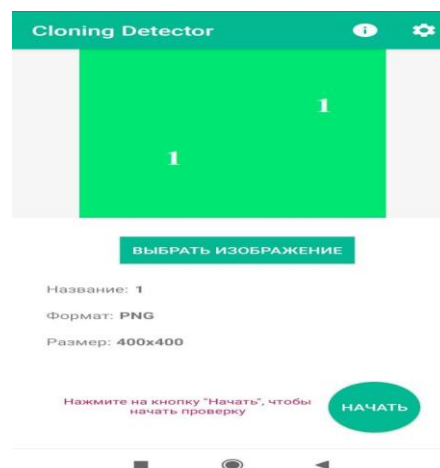 Cloning Detector
1
1
ВЫБРАТЬ ИЗОБРАЖЕНИЕ
Название: 1
Формат: PNG
Размер: 400x400
Нажмите на кнопку "Начать", чтобы
начать проверку
НАЧАТЬ